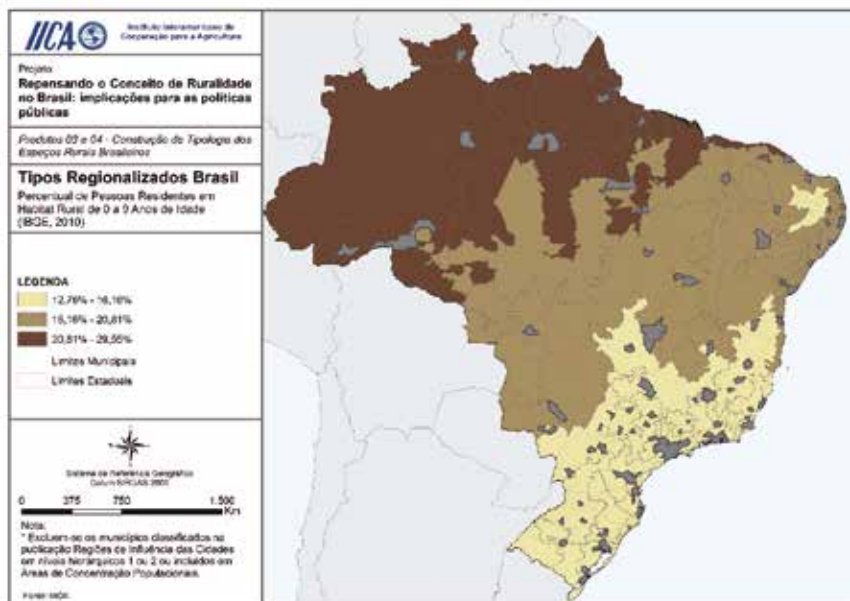 IICA
Instituto Interamericano de
Cooperação para a Agricultura
Projeto
Repensando o Conceito de Ruralidade
no Brasil: implicações para as políticas
públicas
Produtos 03 e 04 - Construção de Tipologia dos
Espaços Rurais Brasileiros
Tipos Regionalizados Brasil
Percentual de Pessoas Residentes em
Habitat Rural de 0 a 9 Anos de Idade
(IBGE, 2010)
LEGENDA
12,76% - 16,16%
16,16% - 20,81%
20,81% - 29,55%
Limites Municipais
Limites Estaduais
Sistema de Referência Geográfico
Datum SIRGAS 2000
0 375 750 1.500
Km
Nota:
* Excluem-se os municípios classificados na
publicação Regiões de Influência das Cidades
em níveis hierárquicos 1 ou 2 ou incluídos em
Áreas de Concentração Populacionais.